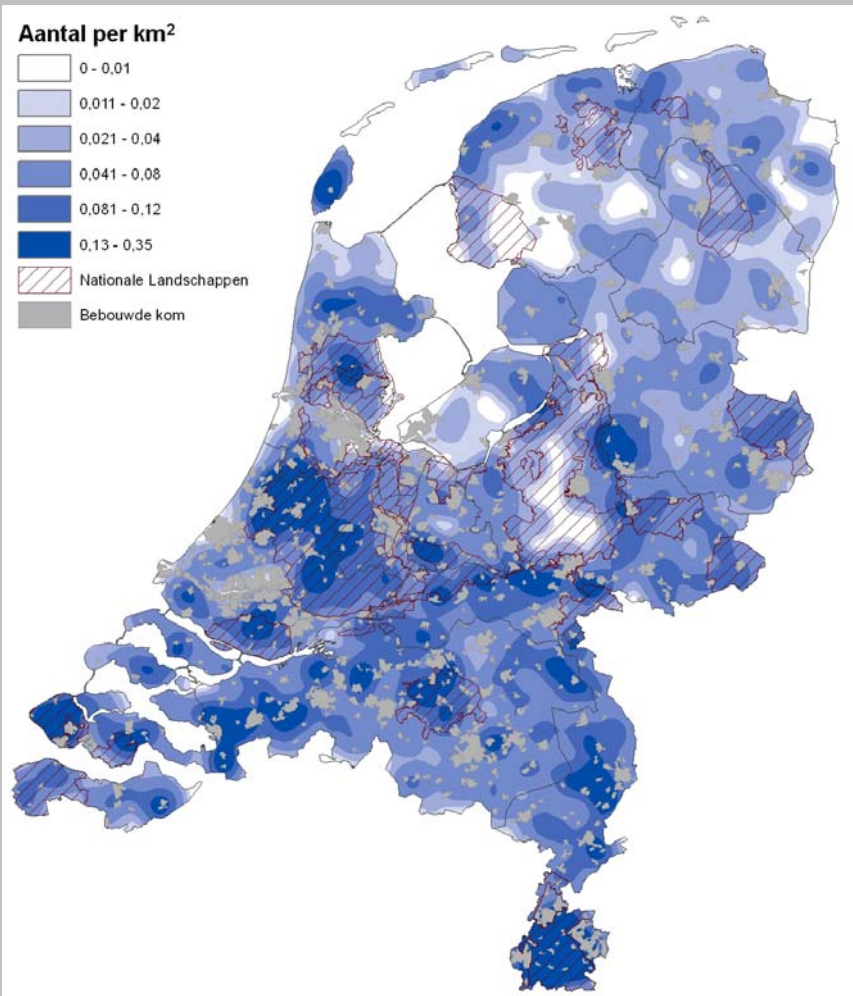 Aantal per km²
0 - 0,01
0,011 - 0,02
0,021 - 0,04
0,041 - 0,08
0,081 - 0,12
0,13 - 0,35
Nationale Landschappen
Bebouwde kom